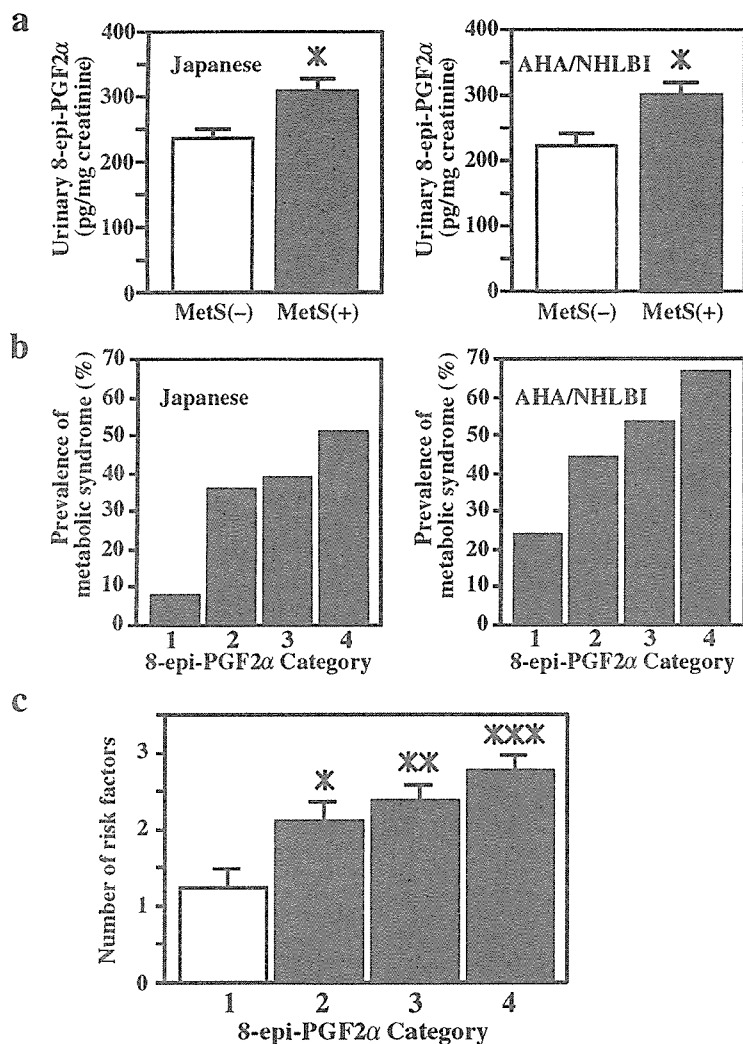 a
Urinary 8-epi-PGF2α
(pg/mg creatinine)
400
300
200
100
0
Japanese
*
MetS(–)
MetS(+)
Urinary 8-epi-PGF2α
(pg/mg creatinine)
400
300
200
100
0
AHA/NHLBI
*
MetS(–)
MetS(+)
b
Prevalence of
metabolic syndrome (%)
70
60
50
40
30
20
10
0
Japanese
1 2 3 4
8-epi-PGF2α Category
Prevalence of
metabolic syndrome (%)
70
60
50
40
30
20
10
0
AHA/NHLBI
1 2 3 4
8-epi-PGF2α Category
c
Number of risk factors
3
2
1
0
*
**
***
1 2 3 4
8-epi-PGF2α Category